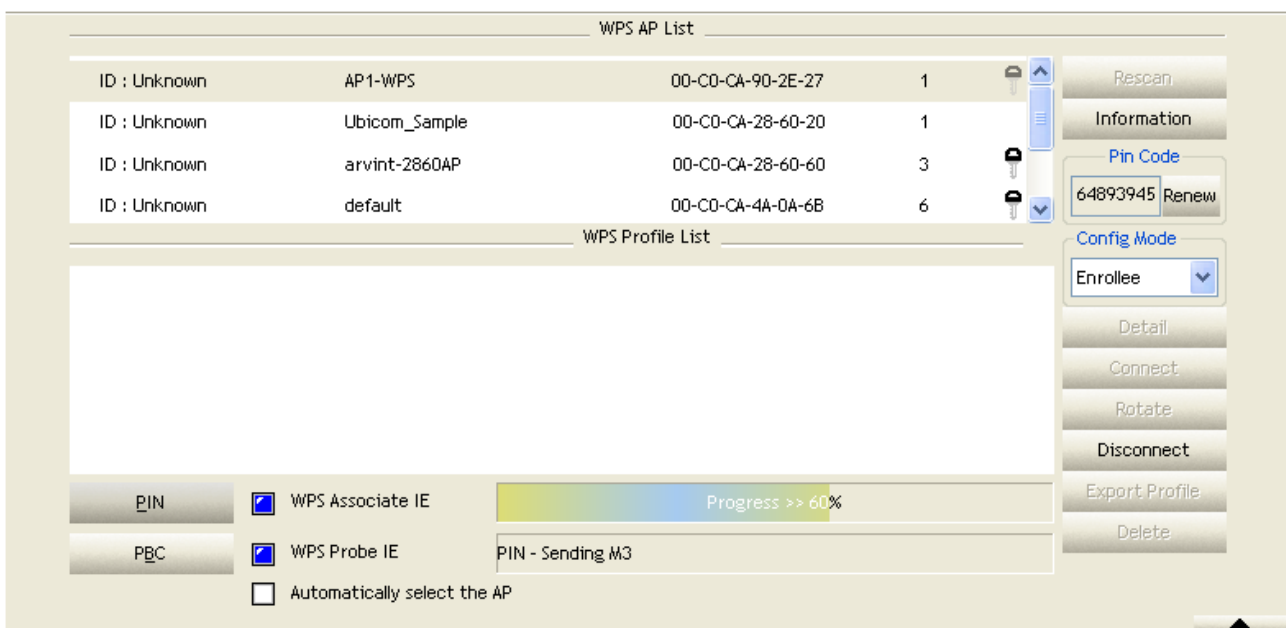 WPS AP List
ID : Unknown AP1-WPS 00-C0-CA-90-2E-27 1
ID : Unknown Ubicom_Sample 00-C0-CA-28-60-20 1
ID : Unknown arvint-2860AP 00-C0-CA-28-60-60 3
ID : Unknown default 00-C0-CA-4A-0A-6B 6
WPS Profile List
Rescan
Information
Pin Code
64893945 Renew
Config Mode
Enrollee
Detail
Connect
Rotate
Disconnect
Export Profile
Delete
PIN WPS Associate IE Progress >> 60%
PBC WPS Probe IE PIN - Sending M3
Automatically select the AP